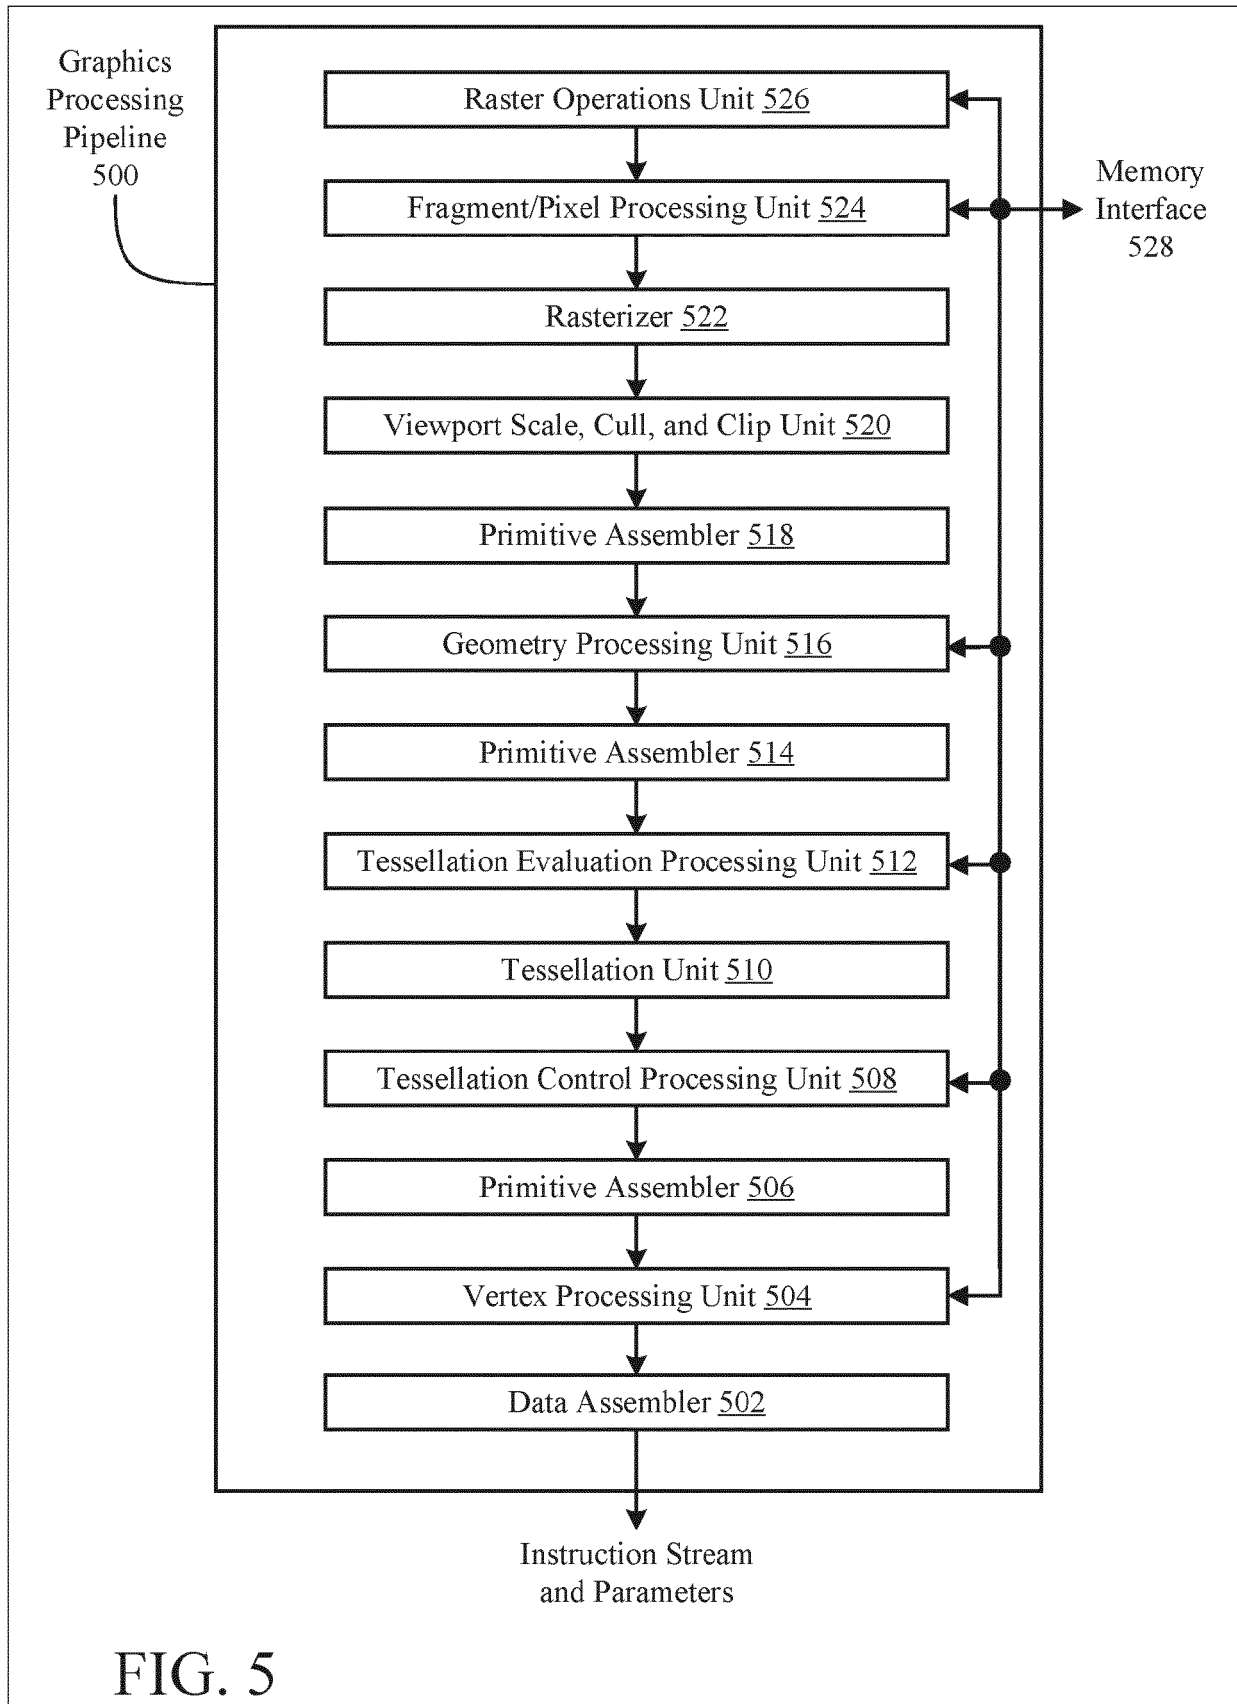 Graphics
Processing
Pipeline
500
Raster Operations Unit 526
Fragment/Pixel Processing Unit 524
Memory
Interface
528
Rasterizer 522
Viewport Scale, Cull, and Clip Unit 520
Primitive Assembler 518
Geometry Processing Unit 516
Primitive Assembler 514
Tessellation Evaluation Processing Unit 512
Tessellation Unit 510
Tessellation Control Processing Unit 508
Primitive Assembler 506
Vertex Processing Unit 504
Data Assembler 502
Instruction Stream
and Parameters
FIG. 5